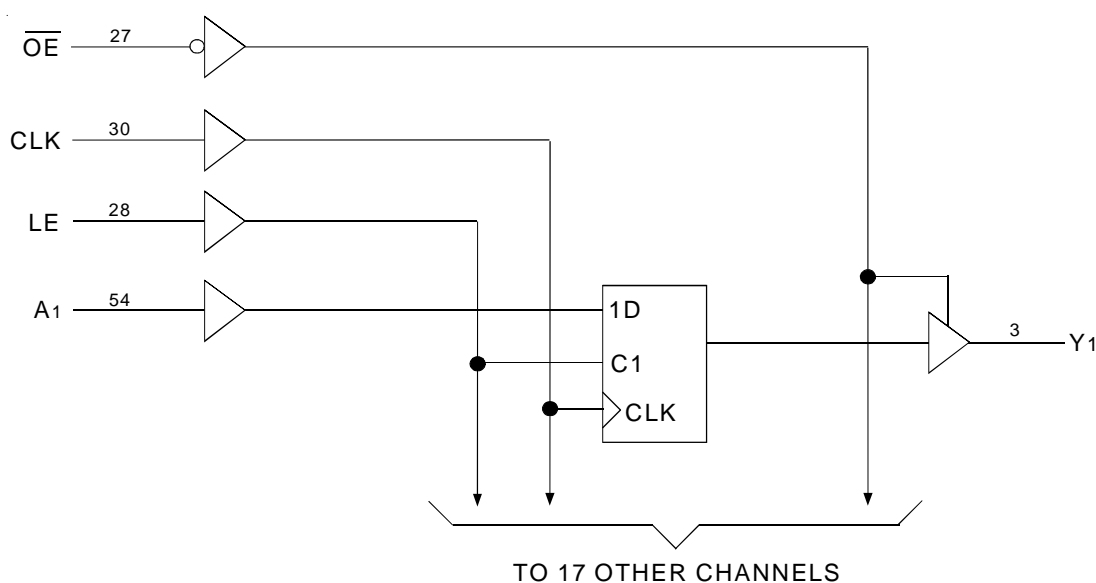 OE 27
CLK 30
LE 28
A1 54
1D
C1
CLK
3 Y1
TO 17 OTHER CHANNELS